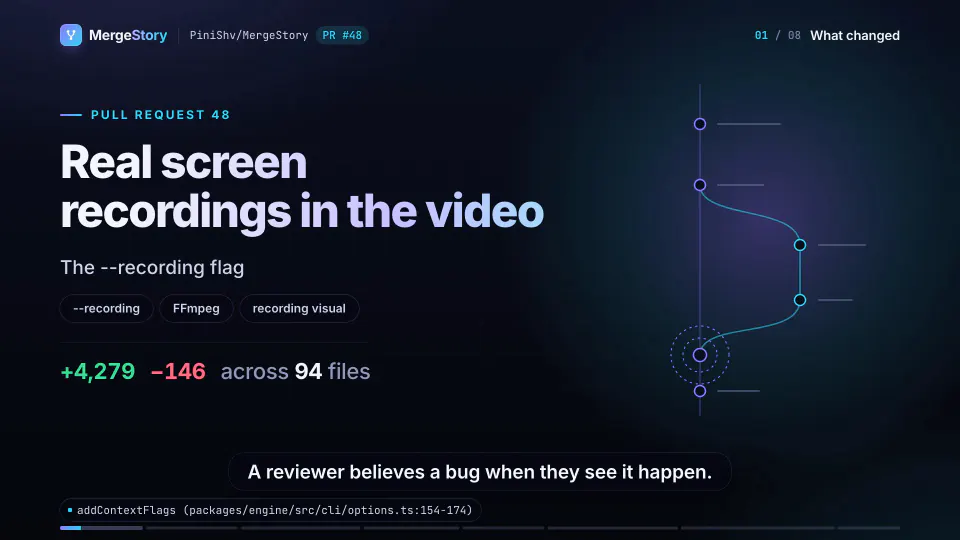 MergeStory
PiniShv/MergeStory PR #48
01 / 08 What changed
PULL REQUEST 48
Real screen
recordings in the video
The --recording flag
--recording FFmpeg recording visual
+4,279 −146 across 94 files
A reviewer believes a bug when they see it happen.
addContextFlags (packages/engine/src/cli/options.ts:154-174)